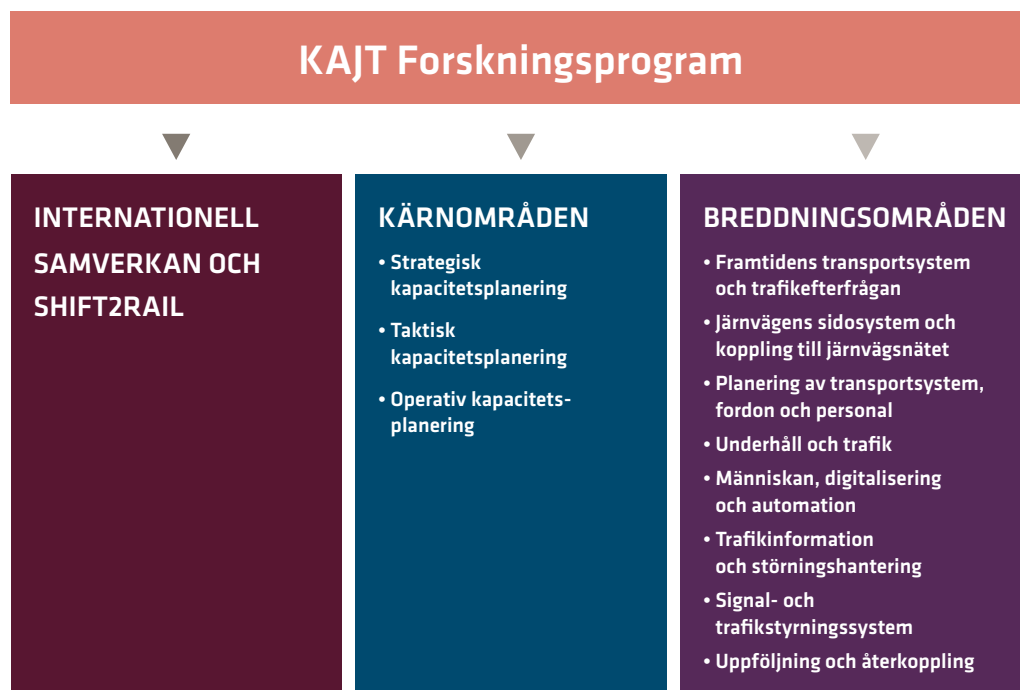 KAJT Forskningsprogram
INTERNATIONELL
SAMVERKAN OCH
SHIFT2RAIL
KÄRNOMRÅDEN
• Strategisk
kapacitetsplanering
• Taktisk
kapacitetsplanering
• Operativ kapacitets-
planering
BREDDNINGSOMRÅDEN
• Framtidens transportsystem
och trafikefterfrågan
• Järnvägens sidosystem och
koppling till järnvägsnätet
• Planering av transportsystem,
fordon och personal
• Underhåll och trafik
• Människan, digitalisering
och automation
• Trafikinformation
och störningshantering
• Signal- och
trafikstyrningssystem
• Uppföljning och återkoppling